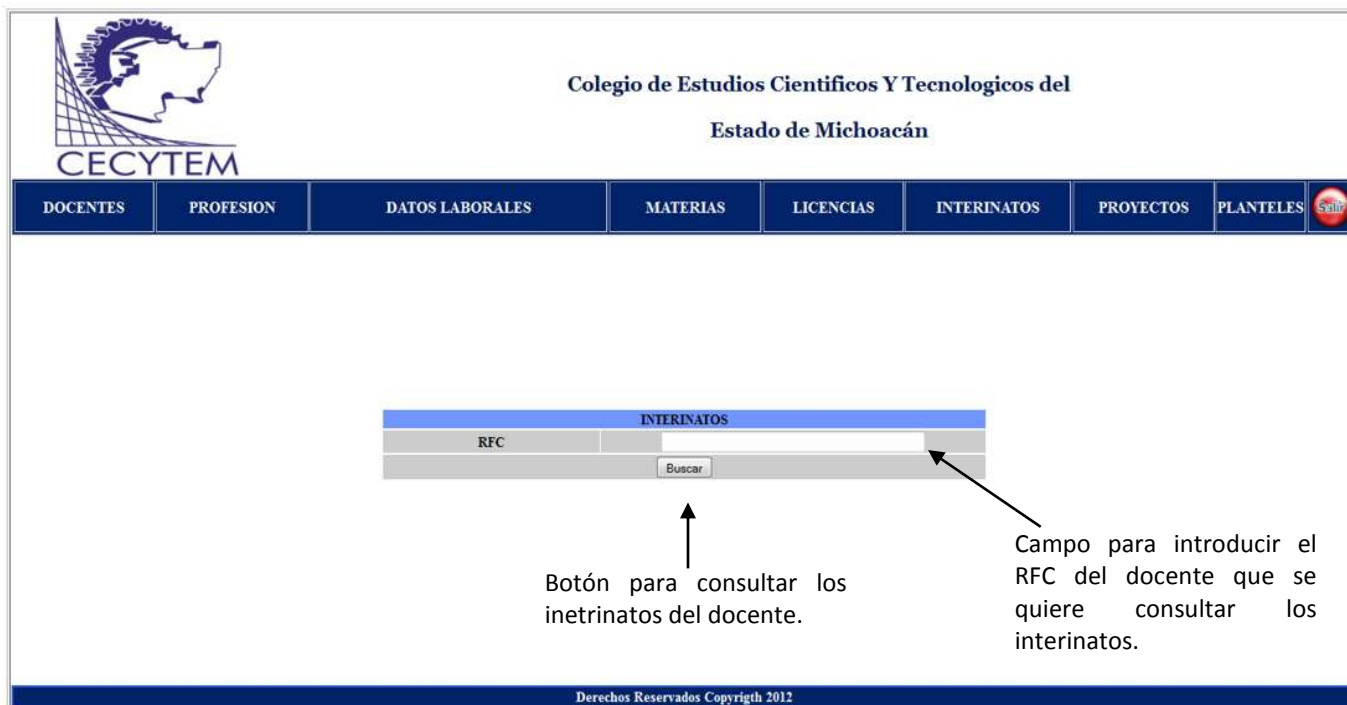 CECYTEM
Colegio de Estudios Cientificos Y Tecnologicos del
Estado de Michoacán
DOCENTES PROFESION DATOS LABORALES MATERIAS LICENCIAS INTERINATOS PROYECTOS PLANTELES Salir
INTERINATOS
RFC
Buscar
Botón para consultar los
inetrinatos del docente.
Campo para introducir el
RFC del docente que se
quiere consultar los
interinatos.
Derechos Reservados Copyrigth 2012